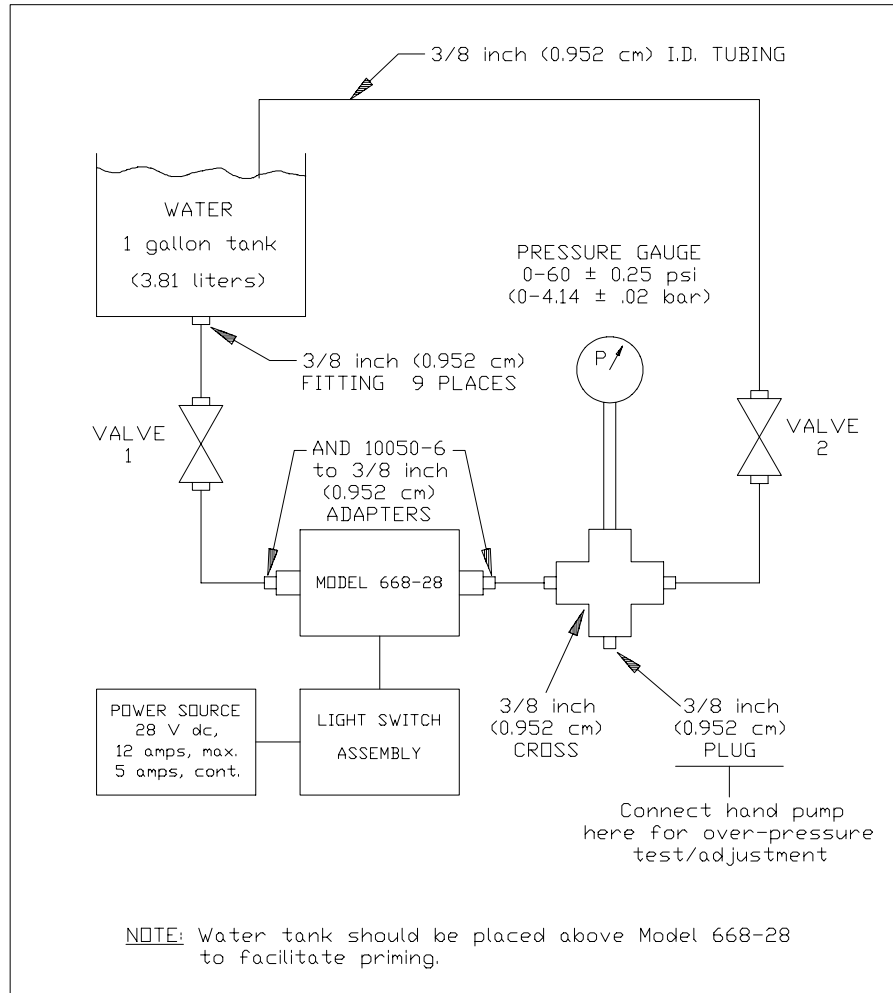 3/8 inch (0.952 cm) I.D. TUBING
WATER
1 gallon tank
(3.81 liters)
PRESSURE GAUGE
0-60 ± 0.25 psi
(0-4.14 ± .02 bar)
P
3/8 inch (0.952 cm)
FITTING 9 PLACES
VALVE
1
VALVE
2
AND 10050-6
to 3/8 inch
(0.952 cm)
ADAPTERS
MODEL 668-28
POWER SOURCE
28 V dc,
12 amps, max.
5 amps, cont.
LIGHT SWITCH
ASSEMBLY
3/8 inch
(0.952 cm)
CROSS
3/8 inch
(0.952 cm)
PLUG
Connect hand pump
here for over-pressure
test/adjustment
NOTE: Water tank should be placed above Model 668-28
to facilitate priming.